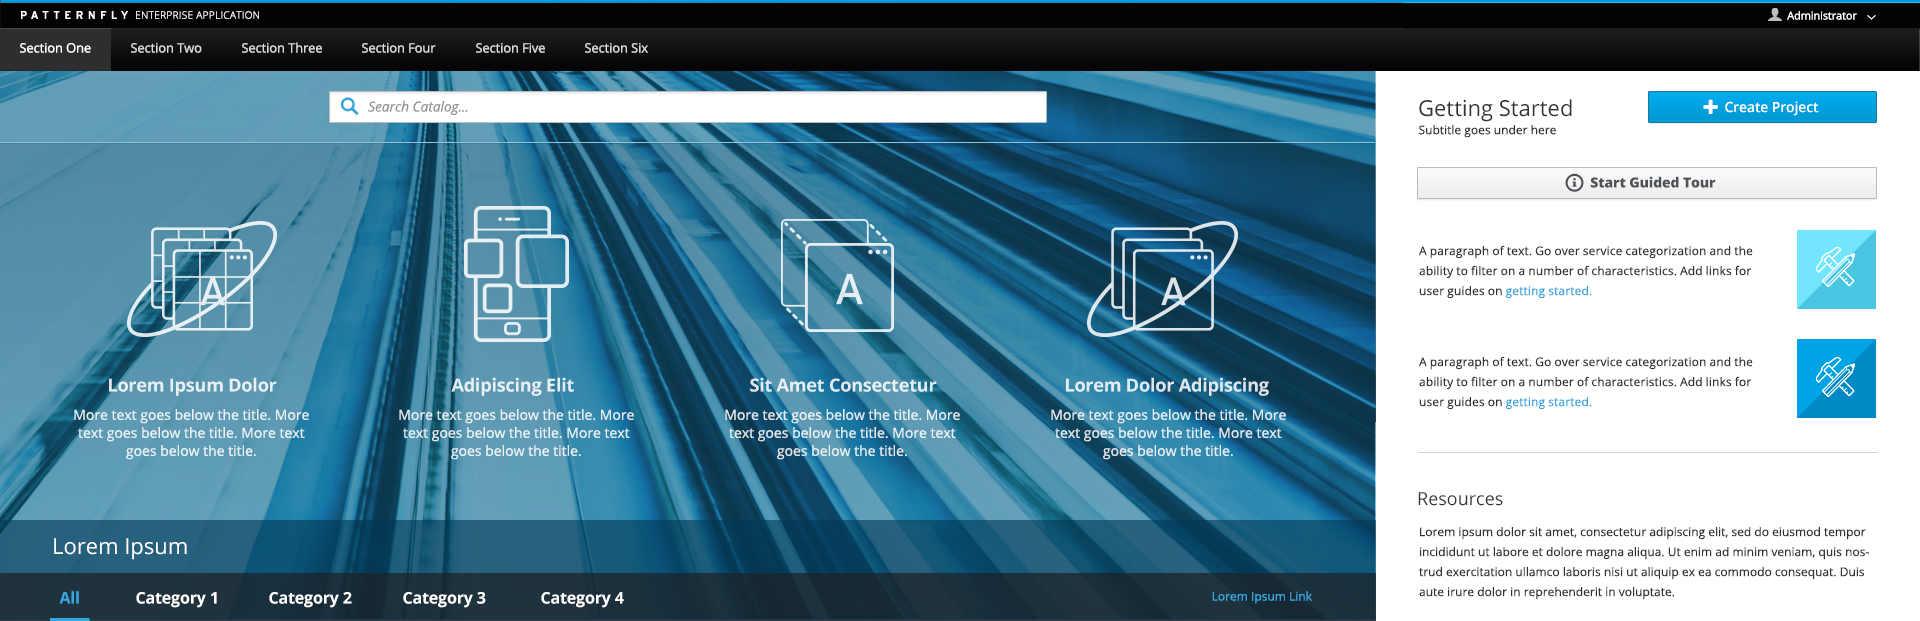 PATTERNFLY ENTERPRISE APPLICATION
Administrator
Section One
Section Two
Section Three
Section Four
Section Five
Section Six
Search Catalog...
A
Lorem Ipsum Dolor
More text goes below the title. More
text goes below the title. More text
goes below the title.
Adipiscing Elit
More text goes below the title. More
text goes below the title. More text
goes below the title.
A
Sit Amet Consectetur
More text goes below the title. More
text goes below the title. More text
goes below the title.
A
Lorem Dolor Adipiscing
More text goes below the title. More
text goes below the title. More text
goes below the title.
Lorem Ipsum
All
Category 1
Category 2
Category 3
Category 4
Lorem Ipsum Link
Getting Started
Subtitle goes under here
Create Project
Start Guided Tour
A paragraph of text. Go over service categorization and the
ability to filter on a number of characteristics. Add links for
user guides on getting started.
A paragraph of text. Go over service categorization and the
ability to filter on a number of characteristics. Add links for
user guides on getting started.
Resources
Lorem ipsum dolor sit amet, consectetur adipiscing elit, sed do eiusmod tempor
incididunt ut labore et dolore magna aliqua. Ut enim ad minim veniam, quis nos-
trud exercitation ullamco laboris nisi ut aliquip ex ea commodo consequat. Duis
aute irure dolor in reprehenderit in voluptate.